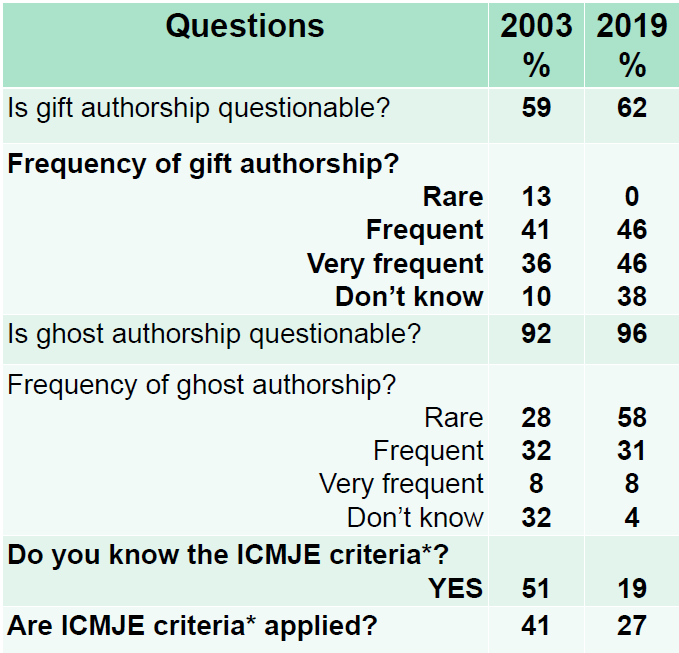 Questions 2003 2019
% %
Is gift authorship questionable? 59 62
Frequency of gift authorship?
Rare 13 0
Frequent 41 46
Very frequent 36 46
Don’t know 10 38
Is ghost authorship questionable? 92 96
Frequency of ghost authorship?
Rare 28 58
Frequent 32 31
Very frequent 8 8
Don’t know 32 4
Do you know the ICMJE criteria*?
YES 51 19
Are ICMJE criteria* applied? 41 27